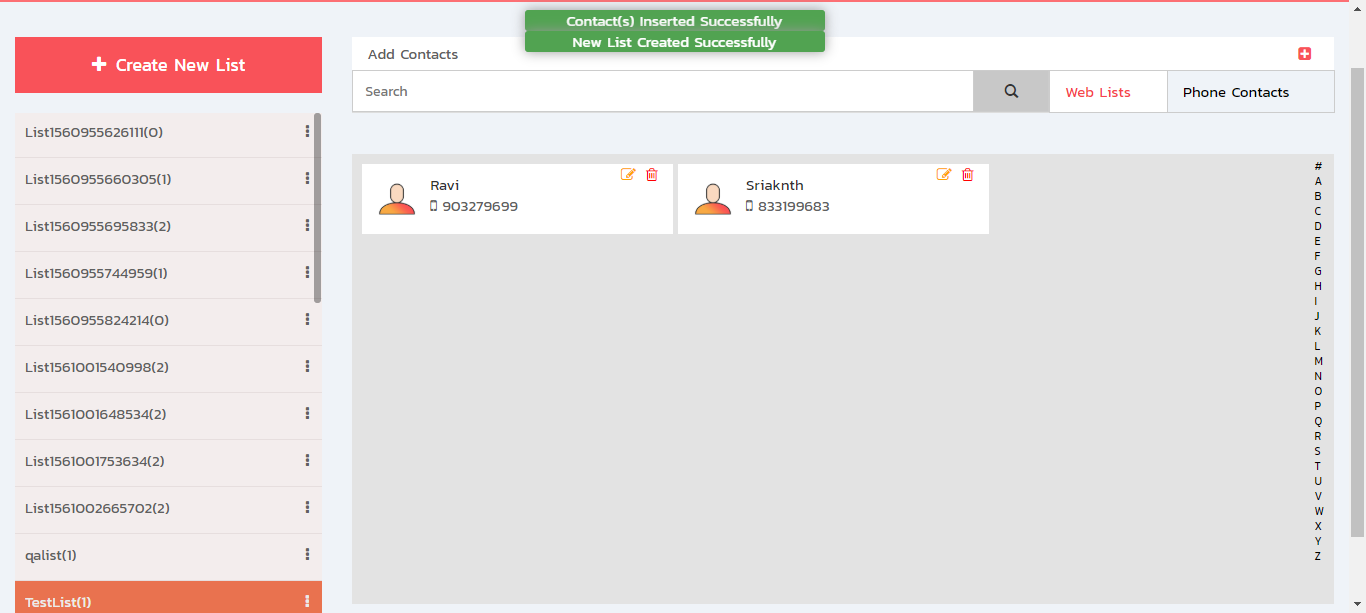 Contact(s) Inserted Successfully
New List Created Successfully
Create New List
List1560955626111(0)
List1560955660305(1)
List1560955695833(2)
List1560955744959(1)
List1560955824214(0)
List1561001540998(2)
List1561001648534(2)
List1561001753634(2)
List1561002665702(2)
qalist(1)
TestList(1)
Add Contacts
Search
Web Lists
Phone Contacts
Ravi
903279699
Sriaknth
833199683
#
A
B
C
D
E
F
G
H
I
J
K
L
M
N
O
P
Q
R
S
T
U
V
W
X
Y
Z